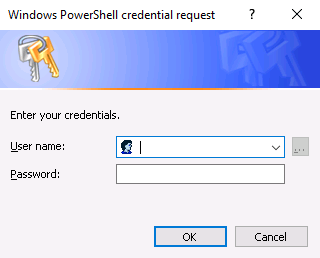 Windows PowerShell credential request
Enter your credentials.
User name:
...
Password:
OK
Cancel